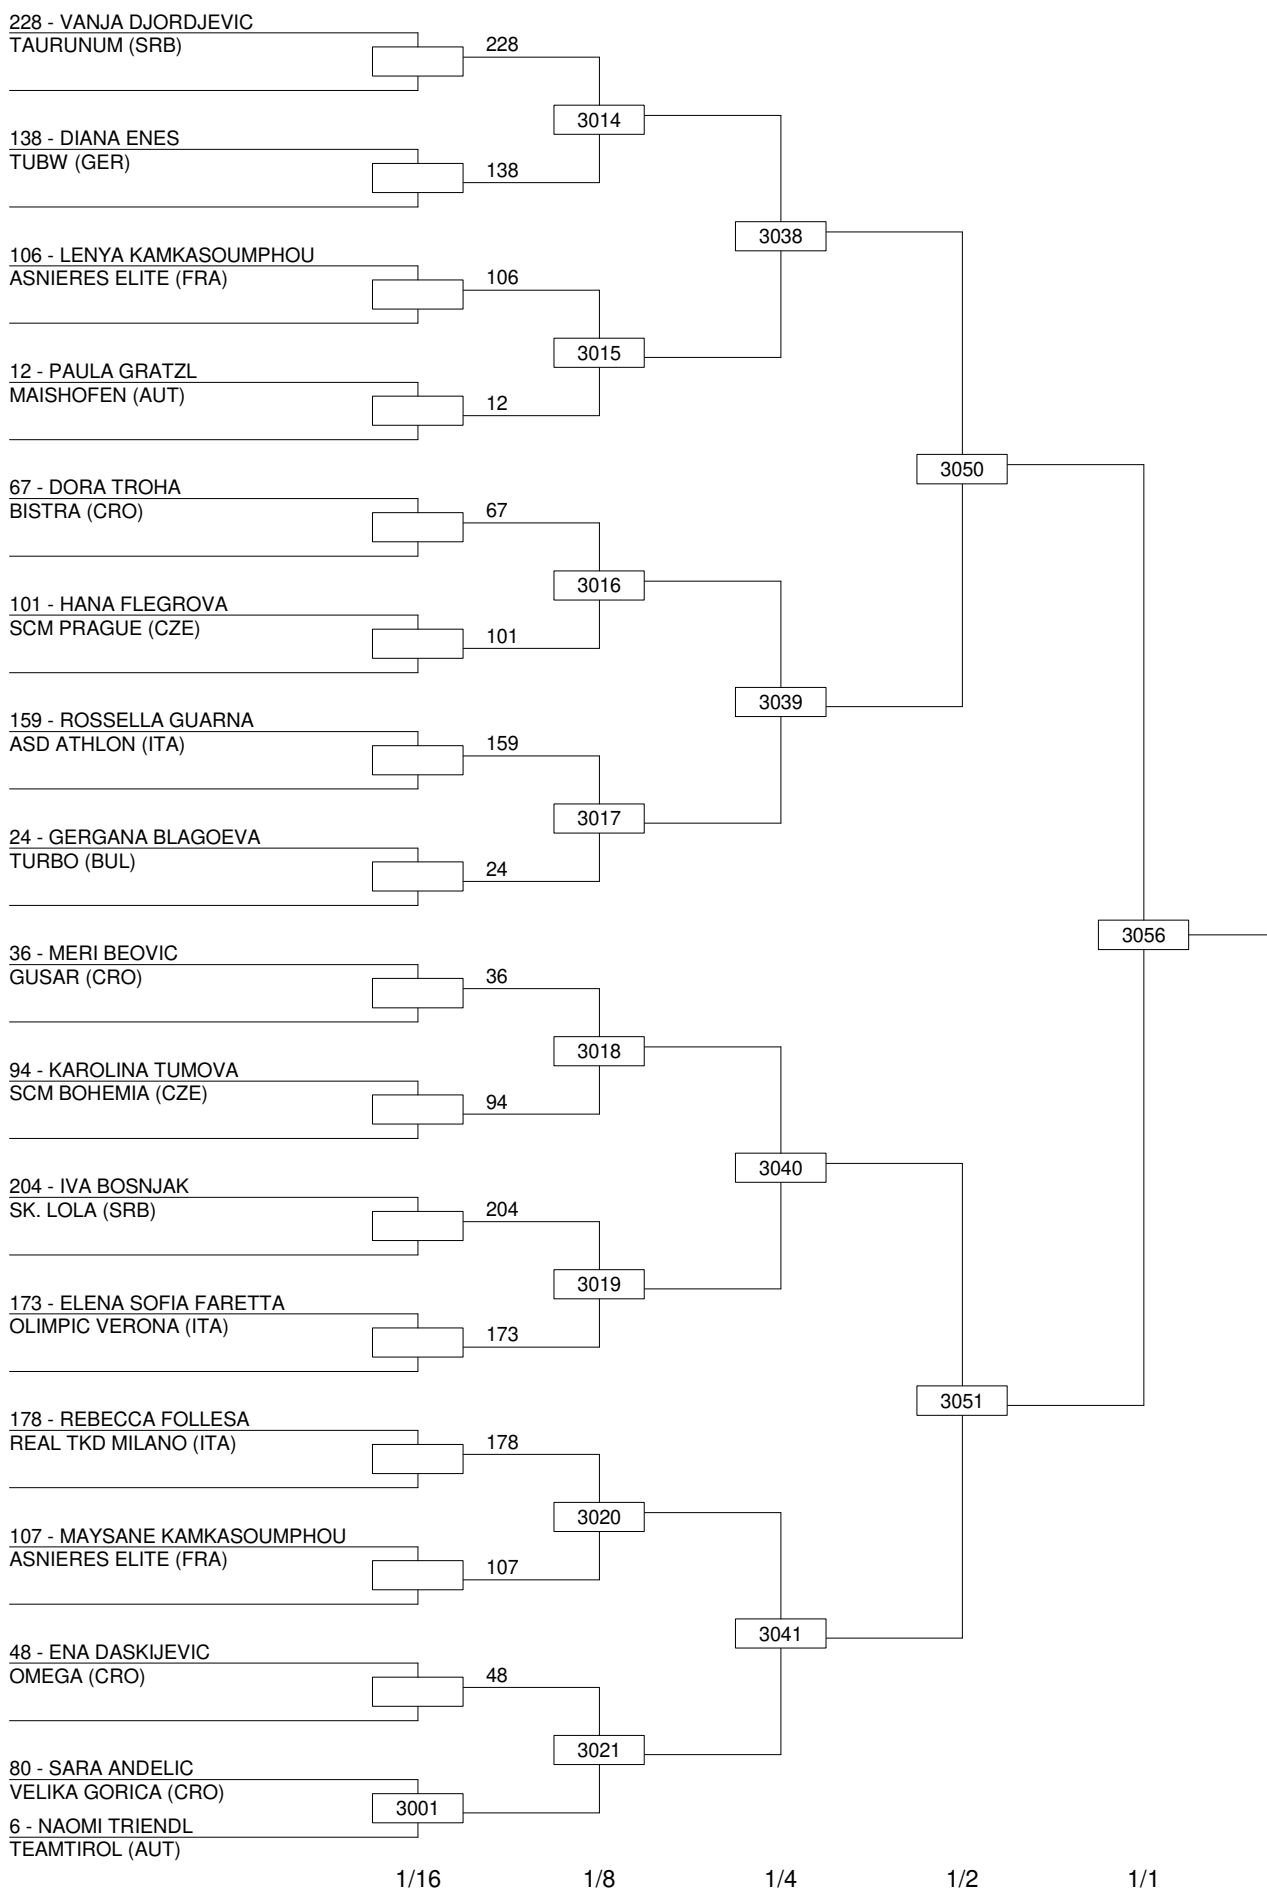 228 - VANJA DJORDJEVIC
TAURUNUM (SRB)
228
3014
138 - DIANA ENES
TUBW (GER)
138
3038
106 - LENYA KAMKASOUMPHOU
ASNIERES ELITE (FRA)
106
3015
12 - PAULA GRATZL
MAISHOFEN (AUT)
12
3050
67 - DORA TROHA
BISTRA (CRO)
67
3016
101 - HANA FLEGROVA
SCM PRAGUE (CZE)
101
3039
159 - ROSSELLA GUARNA
ASD ATHLON (ITA)
159
3017
24 - GERGANA BLAGOEVA
TURBO (BUL)
24
3056
36 - MERI BEOVIC
GUSAR (CRO)
36
3018
94 - KAROLINA TUMOVA
SCM BOHEMIA (CZE)
94
3040
204 - IVA BOSNJAK
SK. LOLA (SRB)
204
3019
173 - ELENA SOFIA FARETTA
OLIMPIC VERONA (ITA)
173
3051
178 - REBECCA FOLLESA
REAL TKD MILANO (ITA)
178
3020
107 - MAYSANE KAMKASOUMPHOU
ASNIERES ELITE (FRA)
107
3041
48 - ENA DASKIJEVIC
OMEGA (CRO)
48
3021
80 - SARA ANDELIC
VELIKA GORICA (CRO)
3001
6 - NAOMI TRIENDL
TEAMTIROL (AUT)
1/16 1/8 1/4 1/2 1/1